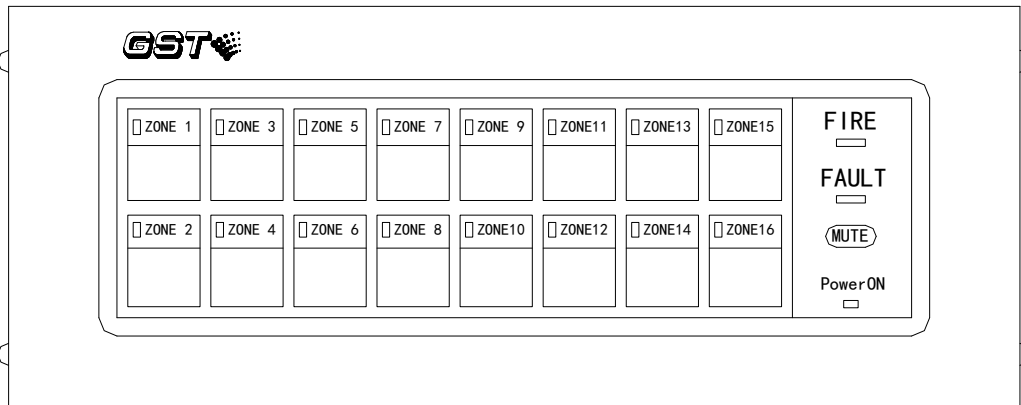 GST
ZONE 1 ZONE 3 ZONE 5 ZONE 7 ZONE 9 ZONE11 ZONE13 ZONE15
FIRE
FAULT
ZONE 2 ZONE 4 ZONE 6 ZONE 8 ZONE10 ZONE12 ZONE14 ZONE16
MUTE
PowerON